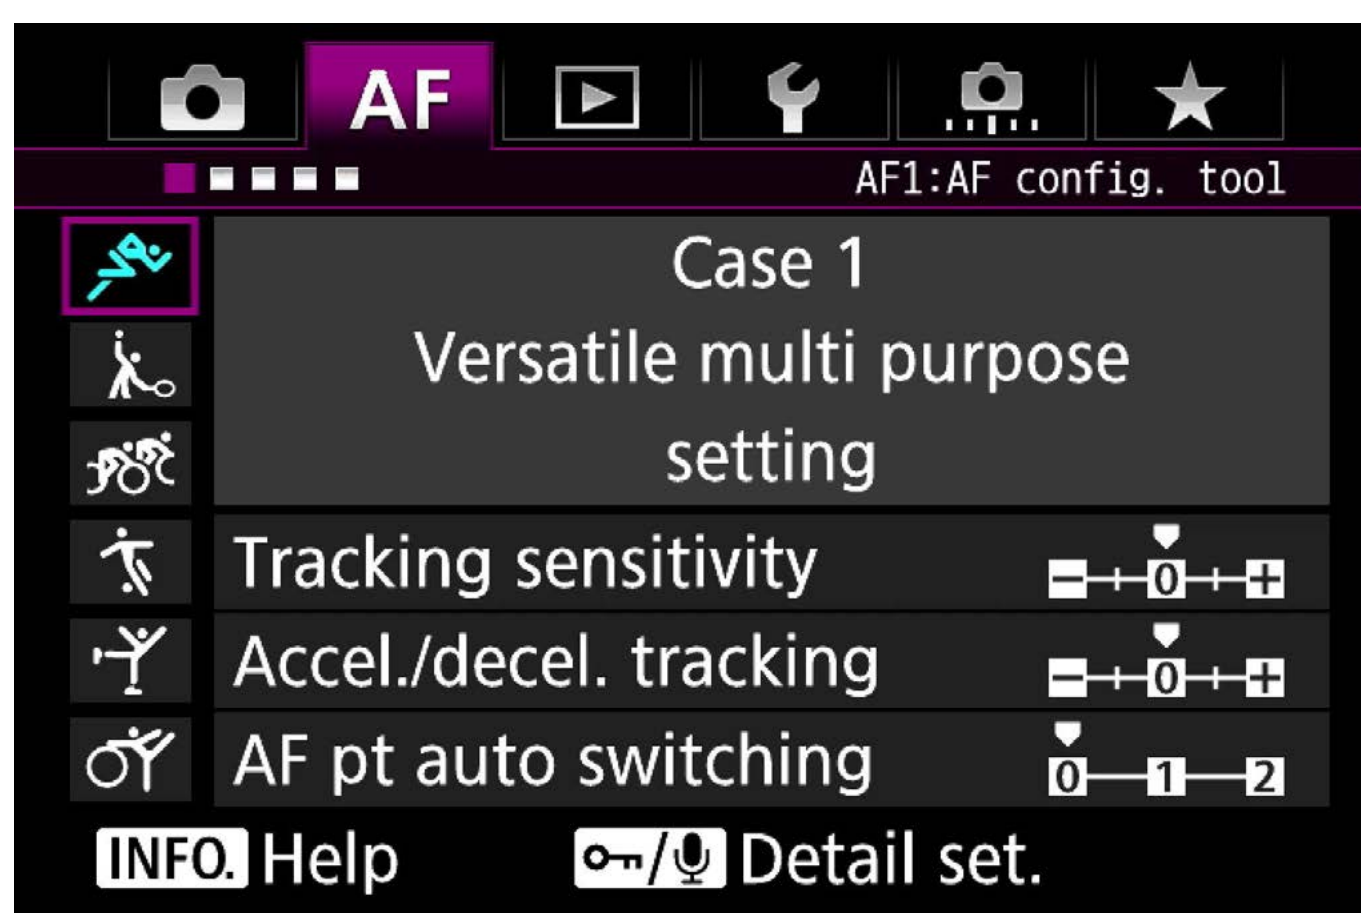 AF
AF1:AF config. tool
Case 1
Versatile multi purpose
setting
Tracking sensitivity
0
Accel./decel. tracking
0
AF pt auto switching
0 1 2
INFO. Help
Detail set.